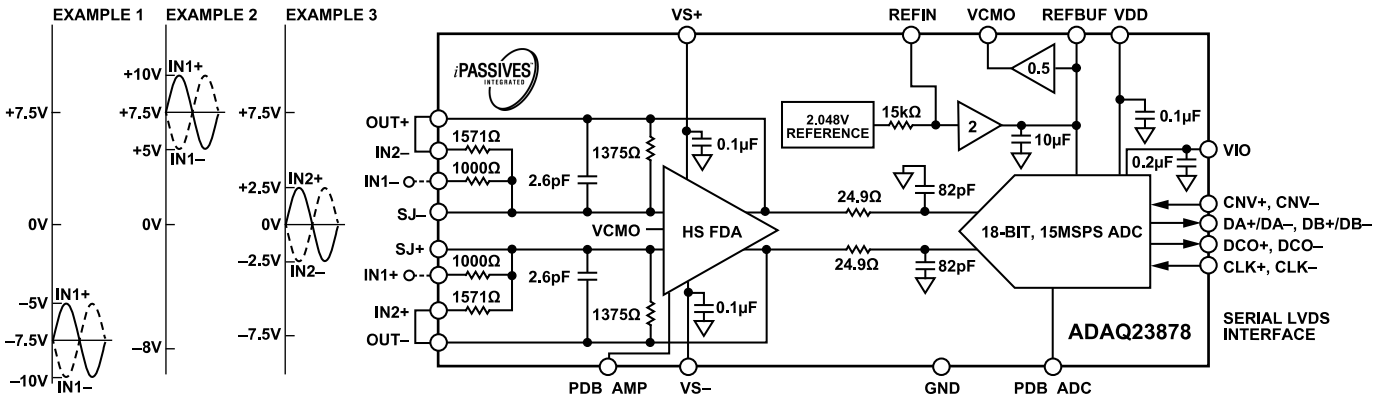 EXAMPLE 1
EXAMPLE 2
EXAMPLE 3
+7.5V
0V
–5V
–7.5V
–10V
IN1+
IN1–
+10V
+7.5V
+5V
0V
–8V
IN1+
IN1–
+7.5V
+2.5V
0V
–2.5V
–7.5V
IN2+
IN2–
VS+
REFIN
VCMO
REFBUF
VDD
iPASSIVES
INTEGRATED
OUT+
IN2–
IN1–
SJ–
SJ+
IN1+
IN2+
OUT–
1571Ω
1000Ω
1000Ω
1571Ω
2.6pF
2.6pF
1375Ω
1375Ω
0.1µF
VCMO
HS FDA
0.1µF
2.048V
REFERENCE
15kΩ
2
0.5
10µF
0.1µF
0.2µF
24.9Ω
82pF
24.9Ω
82pF
18-BIT, 15MSPS ADC
VIO
CNV+, CNV–
DA+/DA–, DB+/DB–
DCO+, DCO–
CLK+, CLK–
SERIAL LVDS
INTERFACE
ADAQ23878
PDB AMP
VS–
GND
PDB ADC